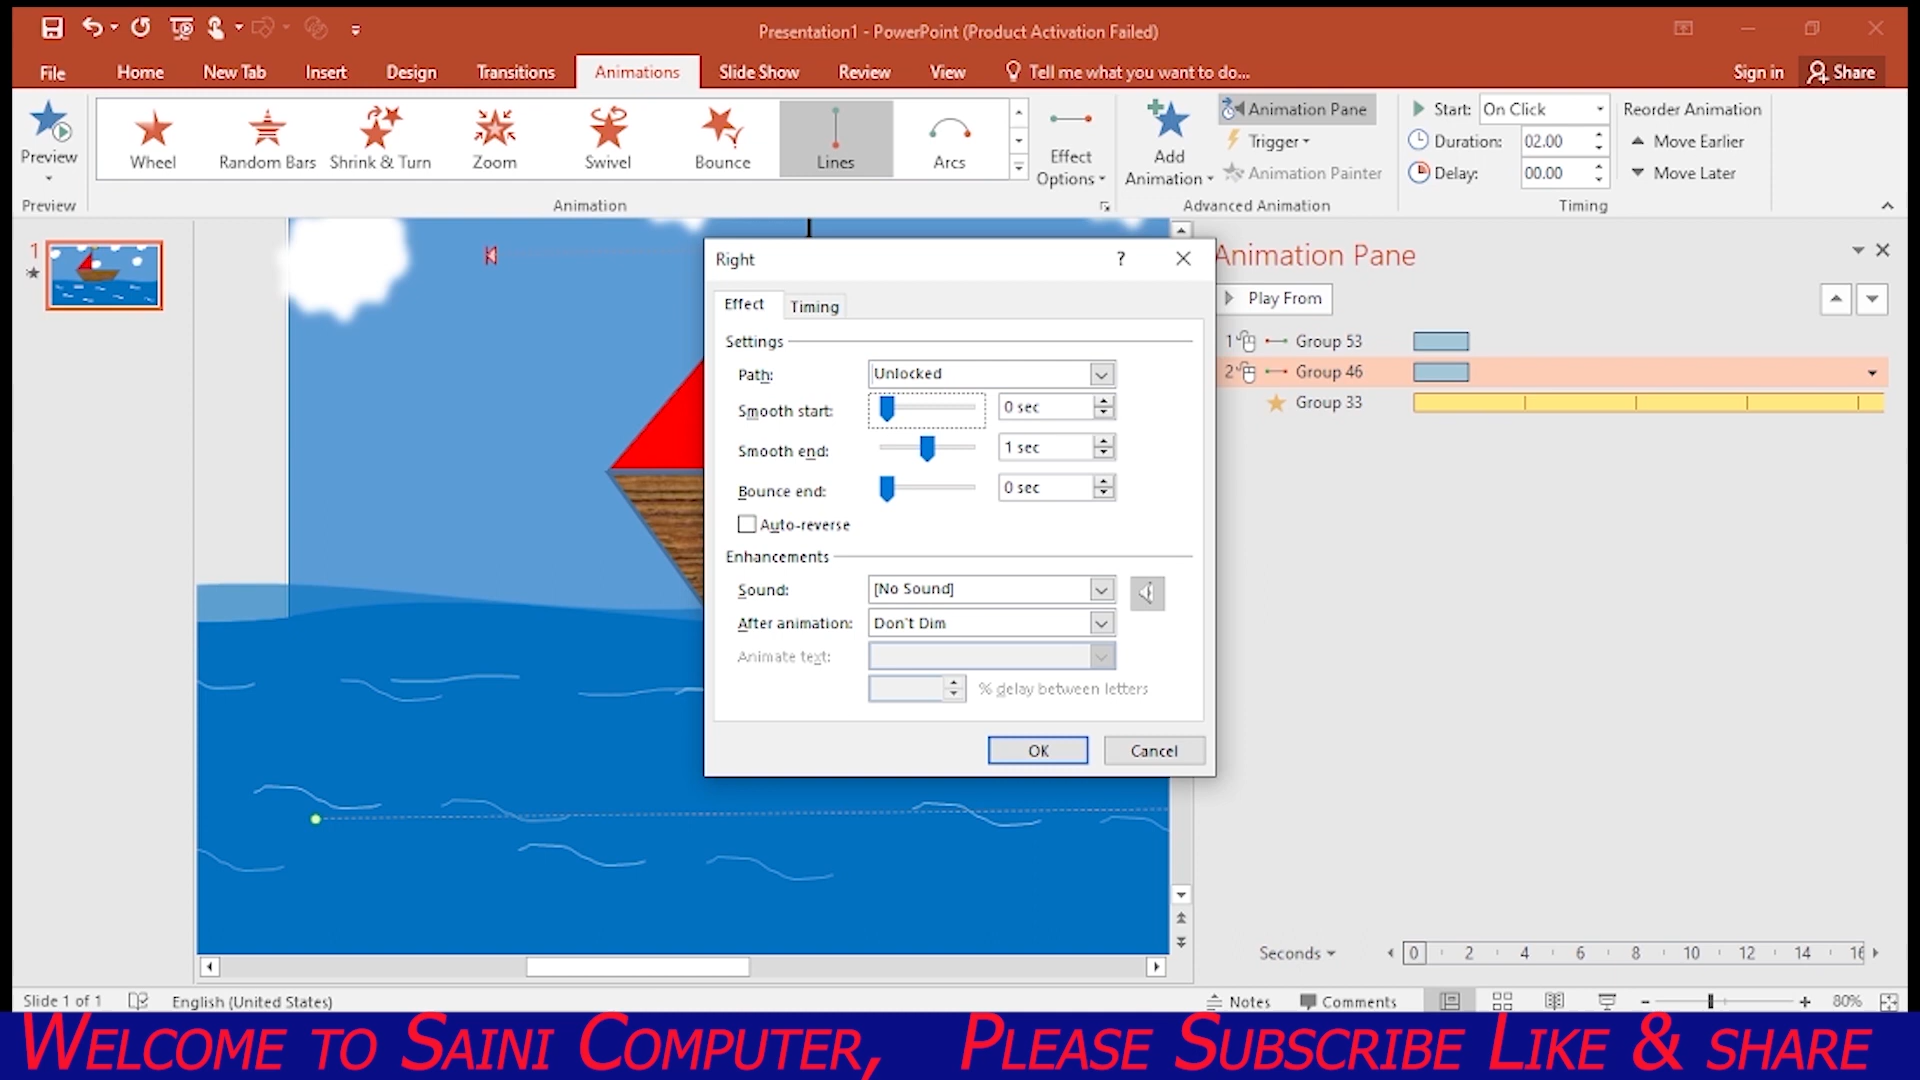 Presentation1 - PowerPoint (Product Activation Failed)
File Home New Tab Insert Design Transitions Animations Slide Show Review View Tell me what you want to do... Sign in Share
Preview
Wheel Random Bars Shrink & Turn Zoom Swivel Bounce Lines Arcs
Effect Options
Add Animation
Animation Pane
Trigger
Animation Painter
Start: On Click
Duration: 02.00
Delay: 00.00
Reorder Animation
Move Earlier
Move Later
Preview Animation Advanced Animation Timing
1
Right ?
Effect Timing
Settings
Path: Unlocked
Smooth start: 0 sec
Smooth end: 1 sec
Bounce end: 0 sec
Auto-reverse
Enhancements
Sound: [No Sound]
After animation: Don't Dim
Animate text:
% delay between letters
OK Cancel
Animation Pane
Play From
1 Group 53
2 Group 46
Group 33
Seconds 0 2 4 6 8 10 12 14 16
Slide 1 of 1 English (United States) Notes Comments 80%
WELCOME TO SAINI COMPUTER, PLEASE SUBSCRIBE LIKE & SHARE